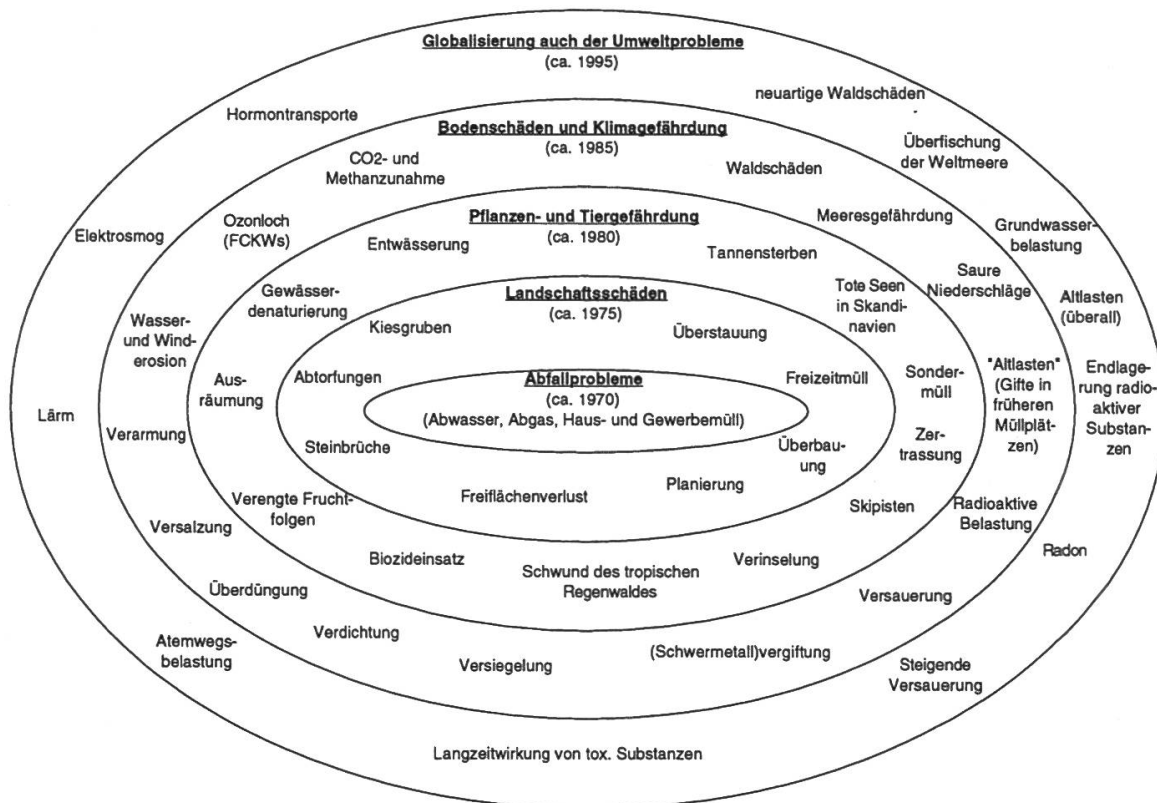 Globalisierung auch der Umweltprobleme
(ca. 1995)
Hormontransporte
neuartige Waldschäden
Überfischung
der Weltmeere
Elektrosmog
Grundwasser-
belastung
Altlasten
(überall)
Endlage-
rung radio-
aktiver
Substan-
zen
Lärm
Radon
Atemwegs-
belastung
Steigende
Versauerung
Langzeitwirkung von tox. Substanzen
Bodenschäden und Klimagefährdung
(ca. 1985)
CO2- und
Methanzunahme
Waldschäden
Ozonloch
(FCKWs)
Meeresgefährdung
Saure
Niederschläge
Wasser-
und Wind-
erosion
"Altlasten"
(Gifte in
früheren
Müllplät-
zen)
Verarmung
Versalzung
Radioaktive
Belastung
Überdüngung
Versauerung
Verdichtung
Versiegelung
(Schwermetall)vergiftung
Pflanzen- und Tiergefährdung
(ca. 1980)
Entwässerung
Tannensterben
Gewässer-
denaturierung
Tote Seen
in Skandi-
navien
Aus-
räumung
Sonder-
müll
Zer-
trassung
Verengte Frucht-
folgen
Skipisten
Biozideinsatz
Schwund des tropischen
Regenwaldes
Verinselung
Landschaftsschäden
(ca. 1975)
Kiesgruben
Überstauung
Abtorfungen
Freizeitmüll
Steinbrüche
Überbau-
ung
Freiflächenverlust
Planierung
Abfallprobleme
(ca. 1970)
(Abwasser, Abgas, Haus- und Gewerbemüll)